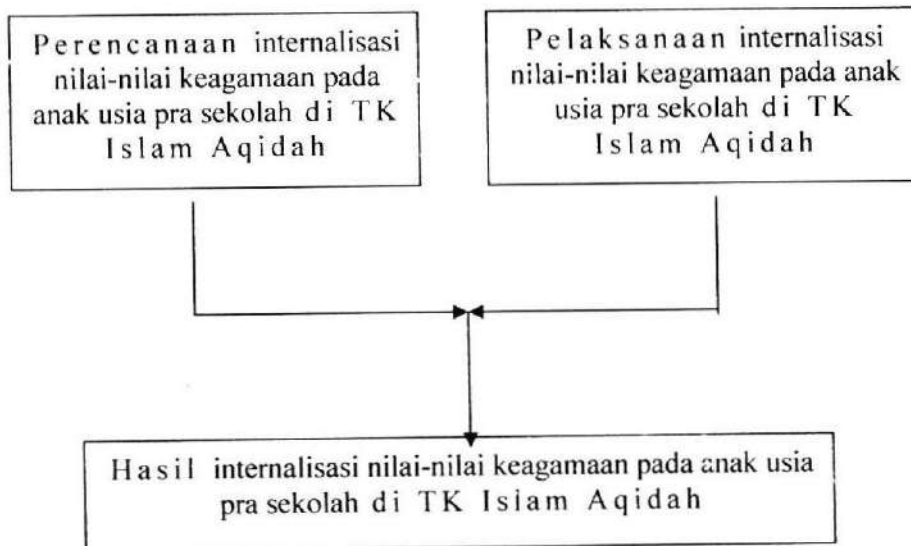 Perencanaan internalisasi
nilai-nilai keagamaan pada
anak usia pra sekolah di TK
Islam Aqidah
Pelaksanaan internalisasi
nilai-nilai keagamaan pada anak
usia pra sekolah di TK
Islam Aqidah
Hasil internalisasi nilai-nilai keagamaan pada anak usia
pra sekolah di TK Islam Aqidah